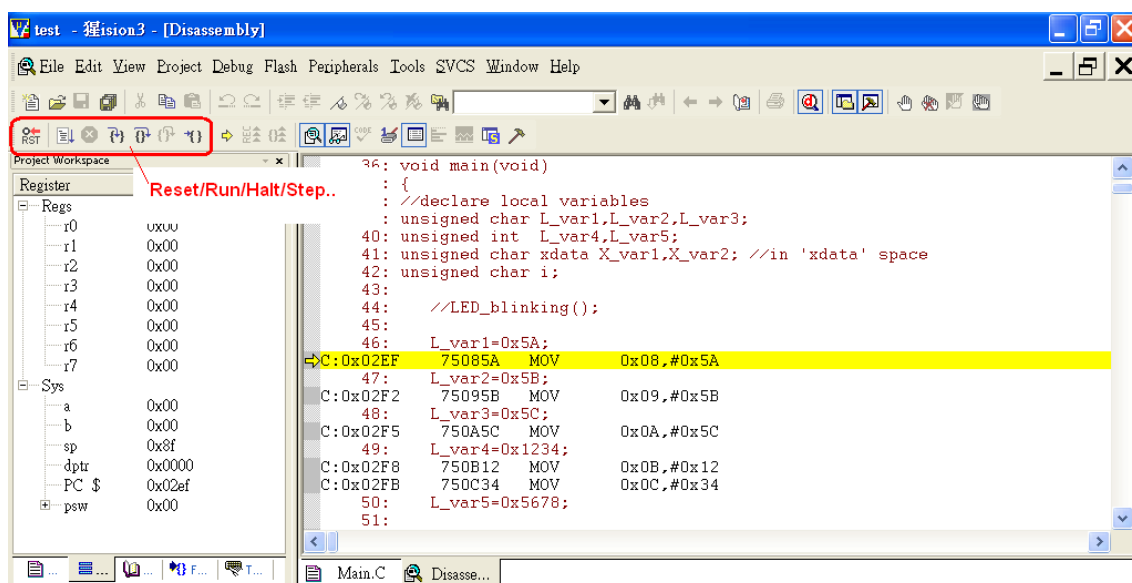 test - 猩ision3 - [Disassembly]
File Edit View Project Debug Flash Peripherals Tools SVCS Window Help
RST
CODE
Project Workspace
Register
Reset/Run/Halt/Step..
Regs
r0 0x00
r1 0x00
r2 0x00
r3 0x00
r4 0x00
r5 0x00
r6 0x00
r7 0x00
Sys
a 0x00
b 0x00
sp 0x8f
dptr 0x0000
PC $ 0x02ef
psw 0x00
36: void main(void)
: {
: //declare local variables
: unsigned char L_var1,L_var2,L_var3;
40: unsigned int L_var4,L_var5;
41: unsigned char xdata X_var1,X_var2; //in 'xdata' space
42: unsigned char i;
43:
44: //LED_blinking();
45:
46: L_var1=0x5A;
C:0x02EF 75085A MOV 0x08,#0x5A
47: L_var2=0x5B;
C:0x02F2 75095B MOV 0x09,#0x5B
48: L_var3=0x5C;
C:0x02F5 750A5C MOV 0x0A,#0x5C
49: L_var4=0x1234;
C:0x02F8 750B12 MOV 0x0B,#0x12
C:0x02FB 750C34 MOV 0x0C,#0x34
50: L_var5=0x5678;
51:
... ... ... F... T...
Main.C Disasse...